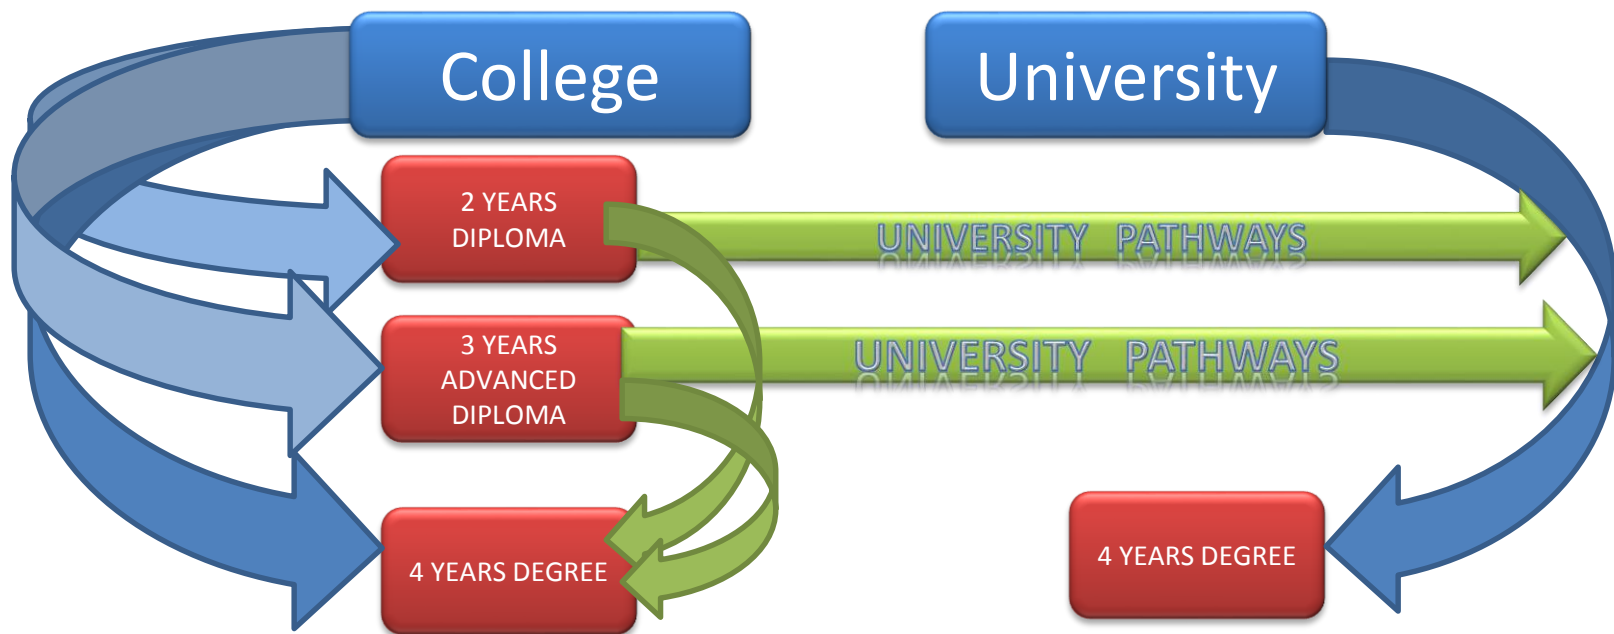 College
University
2 YEARS
DIPLOMA
UNIVERSITY PATHWAYS
3 YEARS
ADVANCED
DIPLOMA
UNIVERSITY PATHWAYS
4 YEARS DEGREE
4 YEARS DEGREE